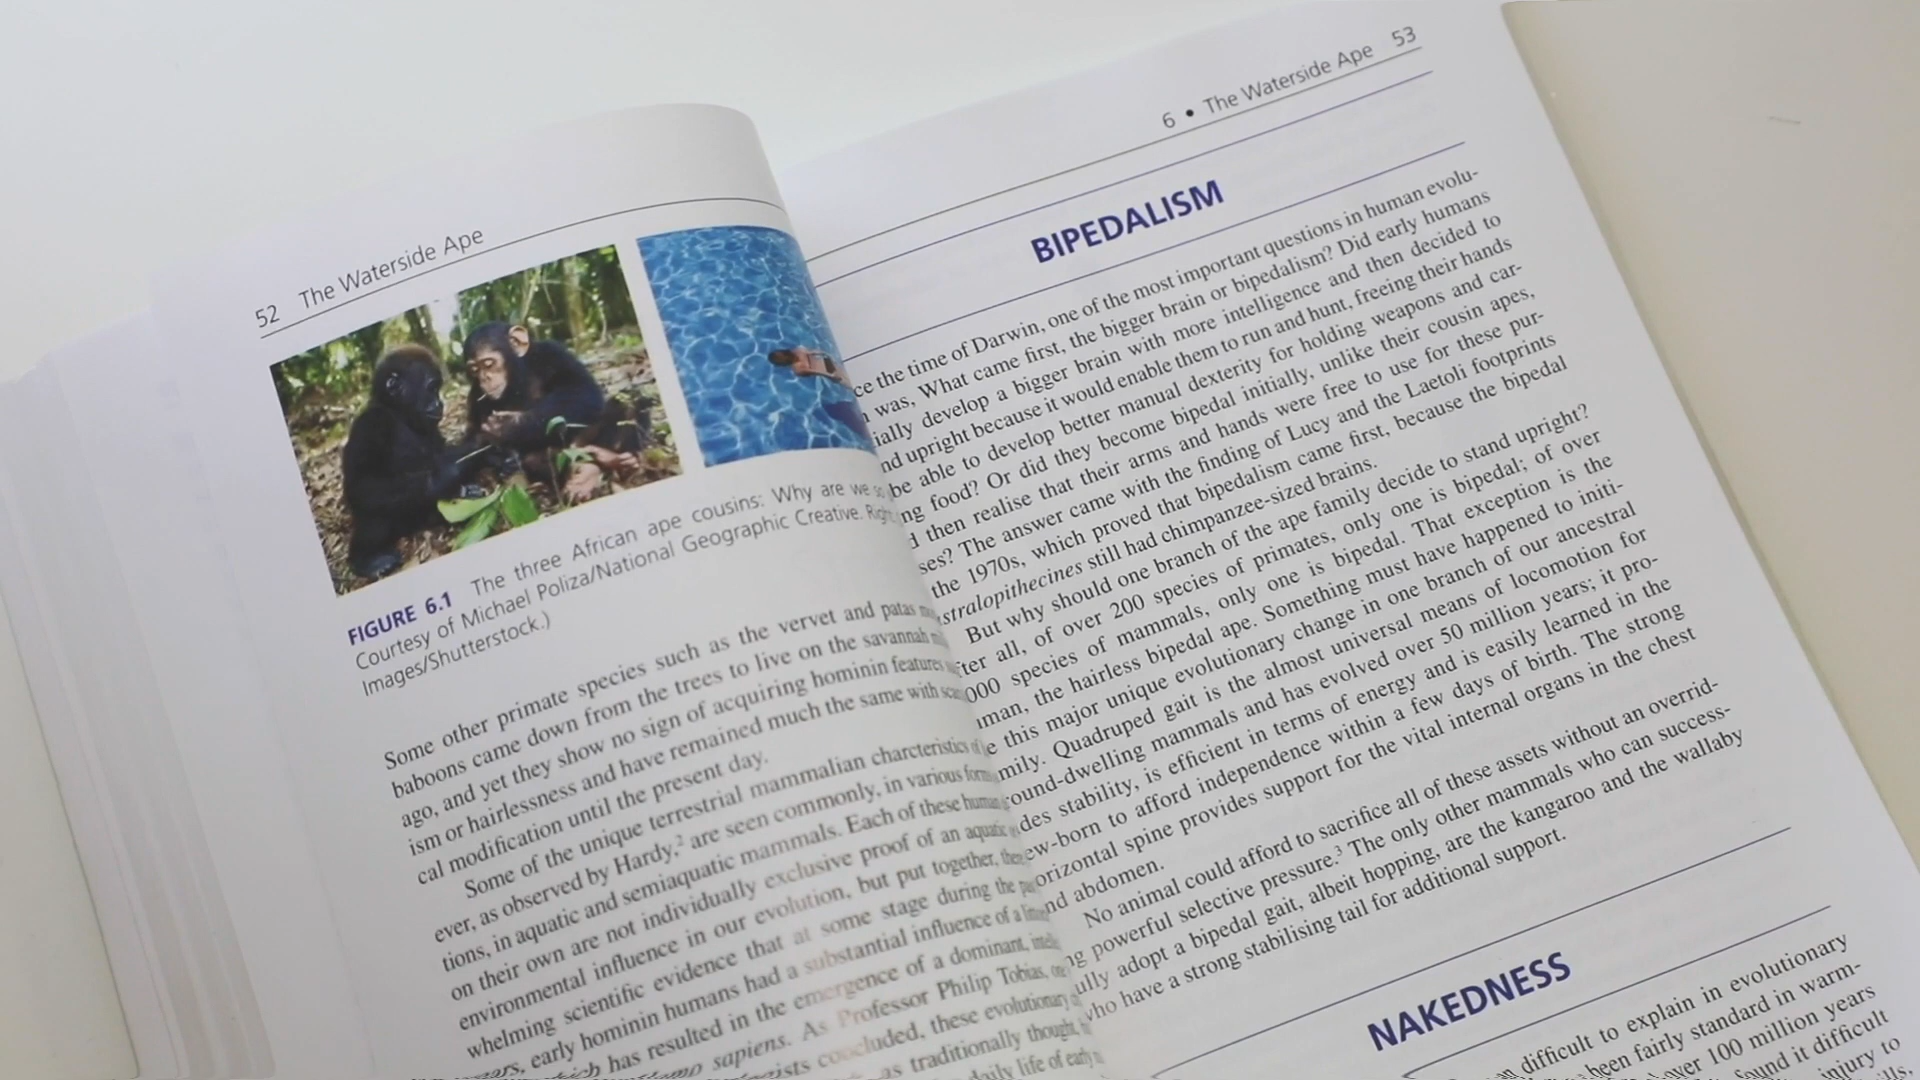 52 The Waterside Ape
FIGURE 6.1 The three African ape cousins: Why are we so
Courtesy of Michael Poliza/National Geographic Creative. Right,
Images/Shutterstock.)
Some other primate species such as the vervet and patas
baboons came down from the trees to live on the savannah
ago, and yet they show no sign of acquiring hominin features
ism or hairlessness and have remained much the same with
cal modification until the present day.
Some of the unique terrestrial mammalian charcteristics
ever, as observed by Hardy,² are seen commonly, in various
tions, in aquatic and semiaquatic mammals. Each of these human
on their own are not individually exclusive proof of an aquatic
environmental influence in our evolution, but put together,
whelming scientific evidence that at some stage during the
early hominin humans had a substantial influence of a
has resulted in the emergence of a dominant,
sapiens. As Professor Philip Tobias,
concluded, these evolutionary
as traditionally thought,
daily life of early
6 • The Waterside Ape 53
BIPEDALISM
ce the time of Darwin, one of the most important questions in human evolu-
was, What came first, the bigger brain or bipedalism? Did early humans
ially develop a bigger brain with more intelligence and then decided to
nd upright because it would enable them to run and hunt, freeing their hands
be able to develop better manual dexterity for holding weapons and car-
ng food? Or did they become bipedal initially, unlike their cousin apes,
then realise that their arms and hands were free to use for these pur-
ses? The answer came with the finding of Lucy and the Laetoli footprints
the 1970s, which proved that bipedalism came first, because the bipedal
stralopithecines still had chimpanzee-sized brains.
But why should one branch of the ape family decide to stand upright?
fter all, of over 200 species of primates, only one is bipedal; of over
000 species of mammals, only one is bipedal. That exception is the
uman, the hairless bipedal ape. Something must have happened to initi-
e this major unique evolutionary change in one branch of our ancestral
mily. Quadruped gait is the almost universal means of locomotion for
ound-dwelling mammals and has evolved over 50 million years; it pro-
des stability, is efficient in terms of energy and is easily learned in the
ew-born to afford independence within a few days of birth. The strong
orizontal spine provides support for the vital internal organs in the chest
nd abdomen.
No animal could afford to sacrifice all of these assets without an overrid-
ng powerful selective pressure.³ The only other mammals who can success-
ully adopt a bipedal gait, albeit hopping, are the kangaroo and the wallaby
who have a strong stabilising tail for additional support.
NAKEDNESS
difficult to explain in evolutionary
been fairly standard in warm-
over 100 million years
found it difficult
injury to